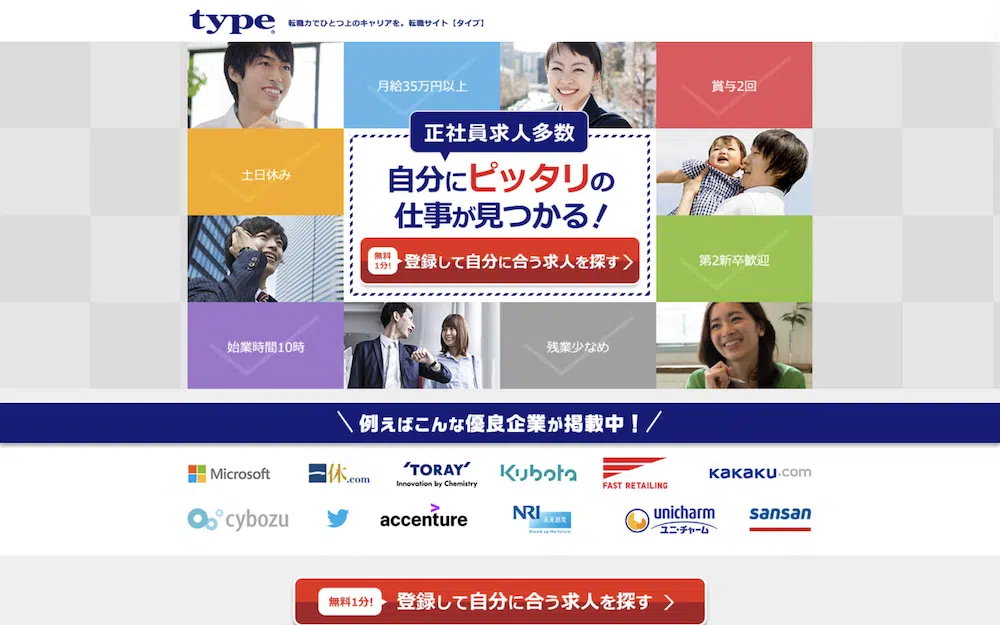 type 転職力でひとつ上のキャリアを。転職サイト【タイプ】
月給35万円以上
賞与2回
正社員求人多数
土日休み
自分にピッタリの
仕事が見つかる!
無料
1分!
登録して自分に合う求人を探す
第2新卒歓迎
始業時間10時
残業少なめ
例えばこんな優良企業が掲載中!
Microsoft 一休.com 'TORAY' Kubota FAST RETAILING KaKaKu.com
Innovation by Chemistry
cybozu accenture NRI 未来創発 unicharm sansan
Dream up the future. ユニ・チャーム
無料1分! 登録して自分に合う求人を探す